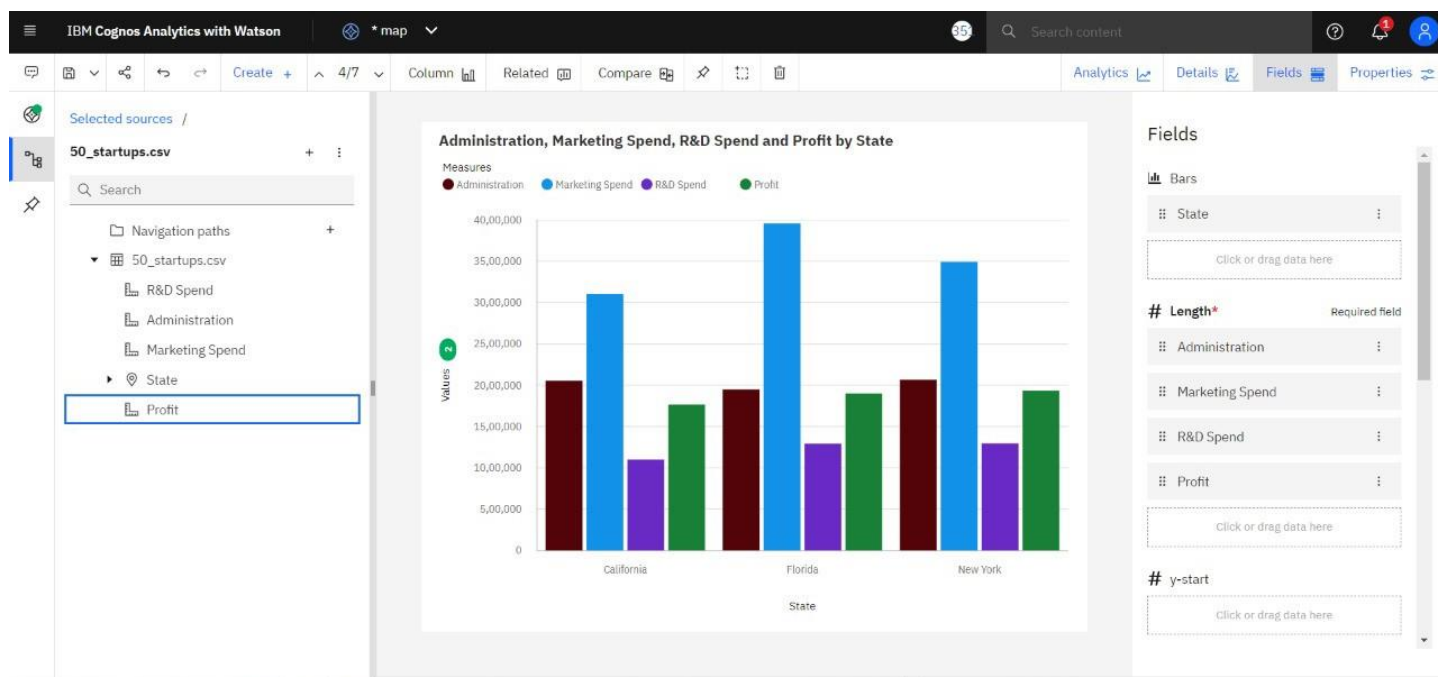 IBM Cognos Analytics with Watson
* map
Search content
1
Create +
4/7
Column
Related
Compare
Analytics
Details
Fields
Properties
Selected sources /
50_startups.csv
Search
Navigation paths
50_startups.csv
R&D Spend
Administration
Marketing Spend
State
Profit
Administration, Marketing Spend, R&D Spend and Profit by State
Measures
Administration Marketing Spend R&D Spend Profit
40,00,000
35,00,000
30,00,000
25,00,000
20,00,000
15,00,000
10,00,000
5,00,000
0
Values 2
California Florida New York
State
Fields
Bars
State
Click or drag data here
# Length* Required field
Administration
Marketing Spend
R&D Spend
Profit
Click or drag data here
# y-start
Click or drag data here